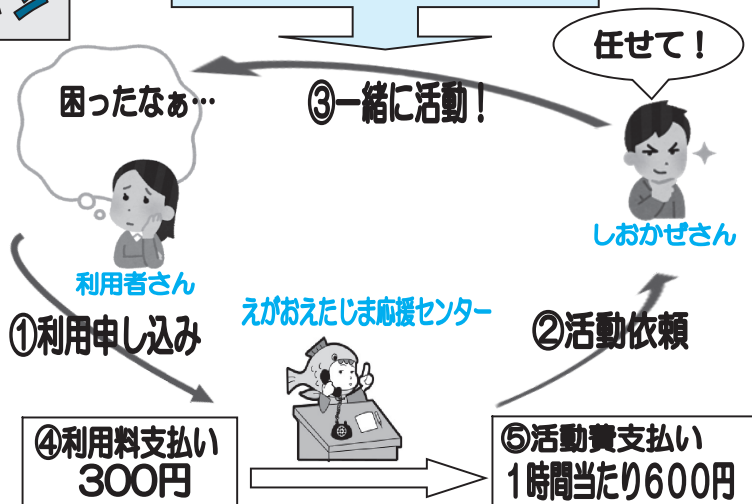 任せて！
困ったなぁ…
③一緒に活動！
しおかぜさん
利用者さん
えがおえたじま応援センター
①利用申し込み
②活動依頼
④利用料支払い
300円
⑤活動費支払い
1時間当たり600円